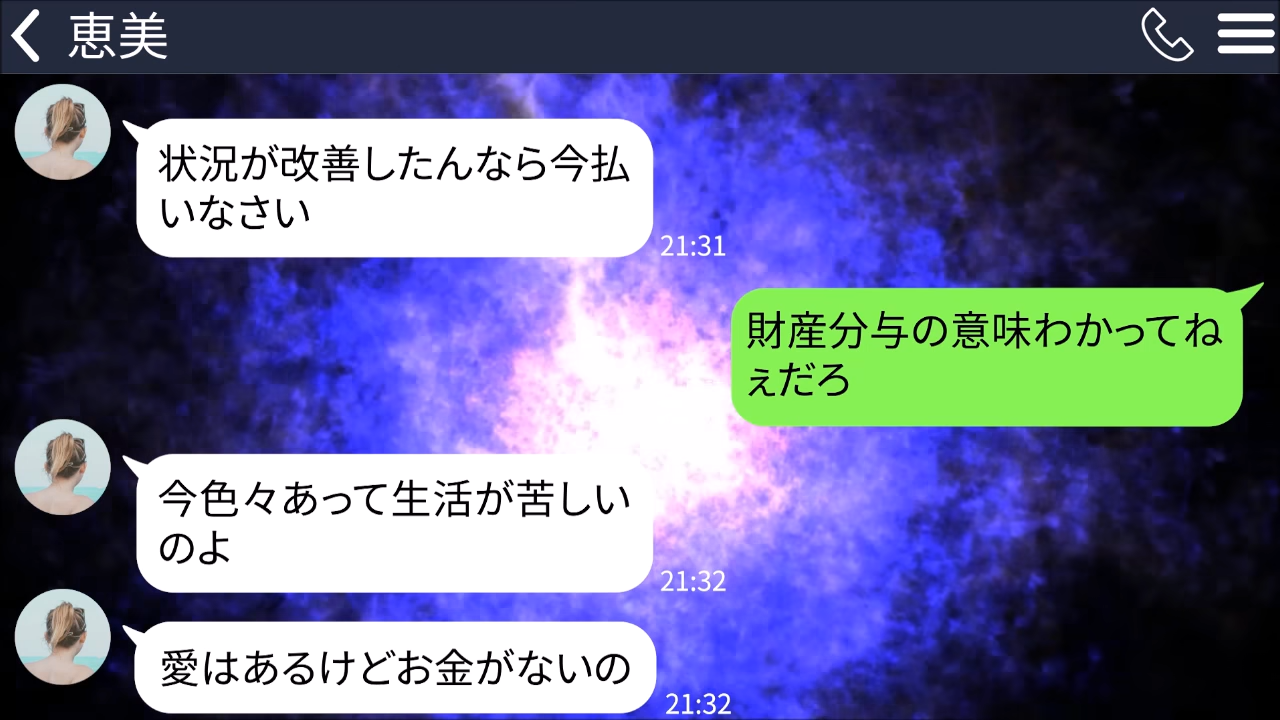 恵美
状況が改善したんなら今払
いなさい
21:31
財産分与の意味わかってね
ぇだろ
今色々あって生活が苦しい
のよ
21:32
愛はあるけどお金がないの
21:32